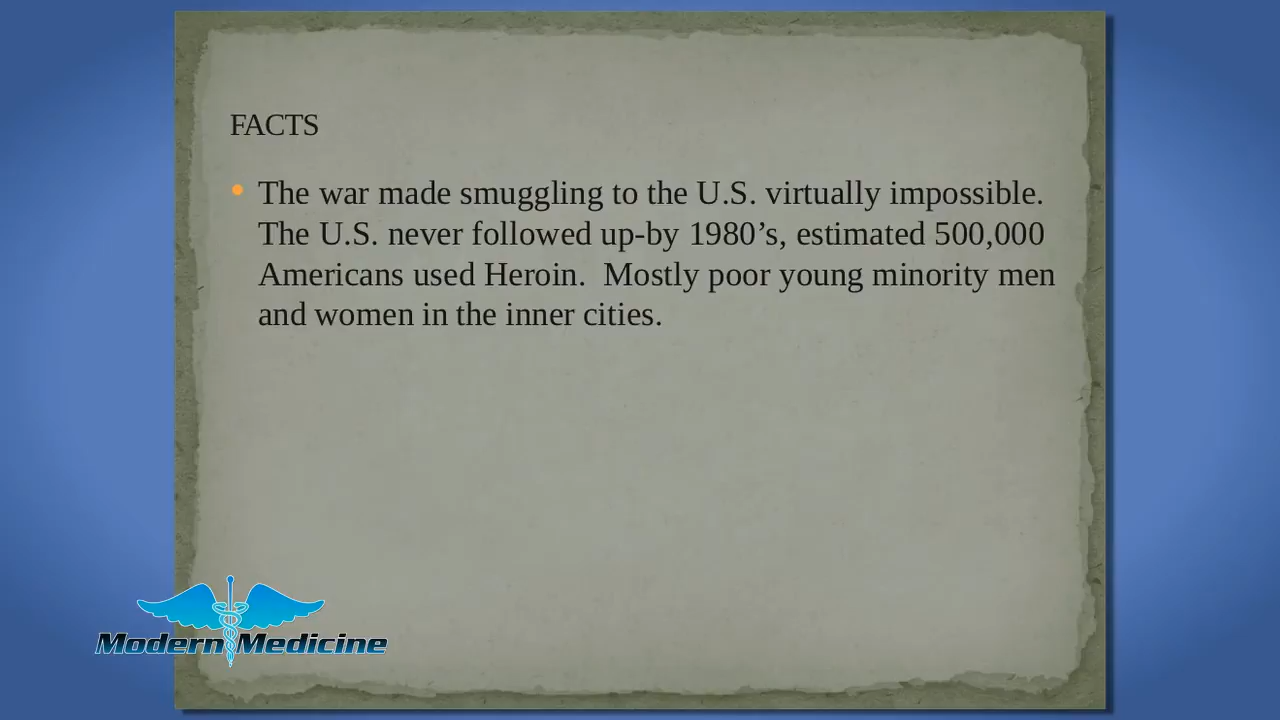 FACTS
• The war made smuggling to the U.S. virtually impossible.
The U.S. never followed up-by 1980’s, estimated 500,000
Americans used Heroin.  Mostly poor young minority men
and women in the inner cities.
Modern Medicine